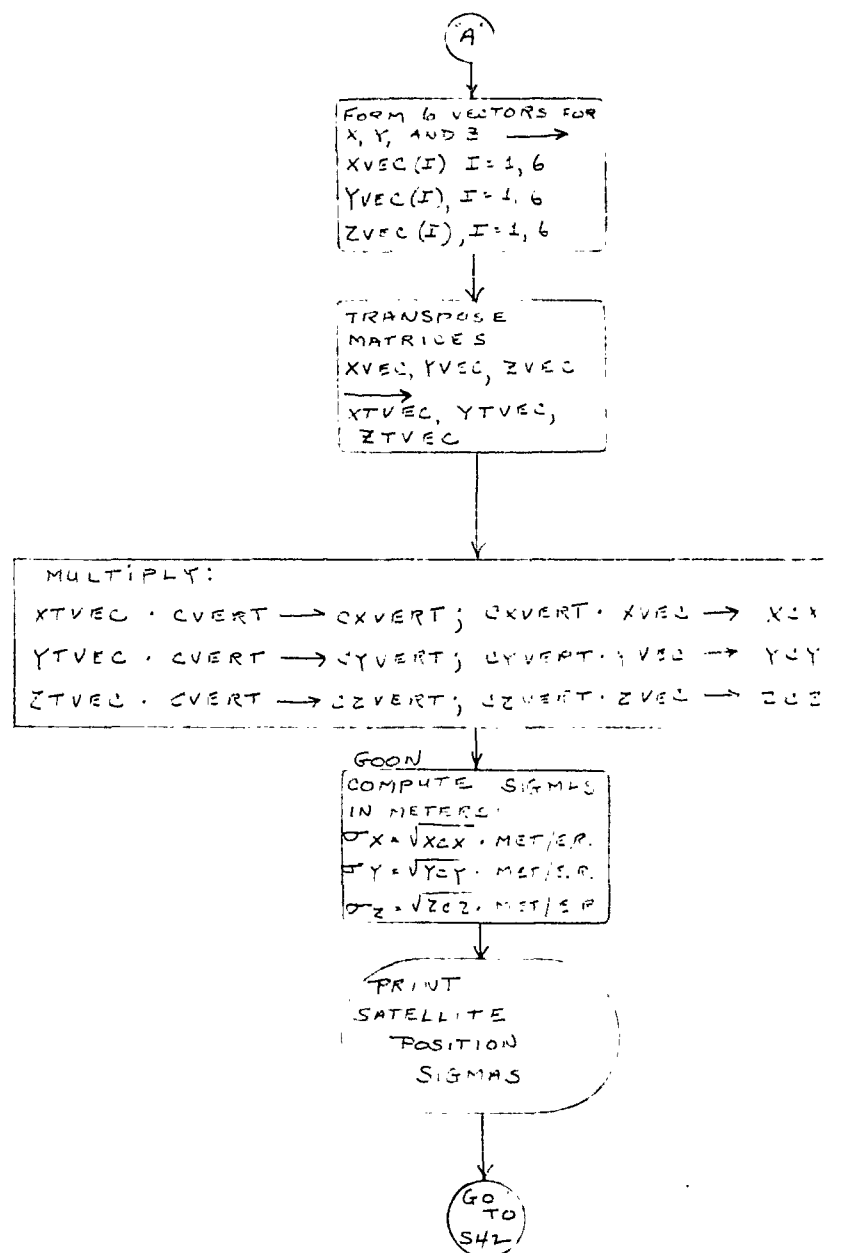 "A"
FORM 6 VECTORS FOR
X, Y, AND Z →
XVEC(I) I=1, 6
YVEC(I), I=1, 6
ZVEC(I), I=1, 6
TRANSPOSE
MATRICES
XVEC, YVEC, ZVEC
→
XTVEC, YTVEC,
ZTVEC
MULTIPLY:
XTVEC · CVERT → CXVERT; CXVERT · XVEC → XCX
YTVEC · CVERT → CYVERT; CYVERT · YVEC → YCY
ZTVEC · CVERT → CZVERT; CZVERT · ZVEC → ZCZ
GOON
COMPUTE SIGMAS
IN METERS:
σX = √XCX · MET/E.R.
σY = √YCY · MET/E.R.
σZ = √ZCZ · MET/E.R.
PRINT
SATELLITE
POSITION
SIGMAS
GO
TO
S42